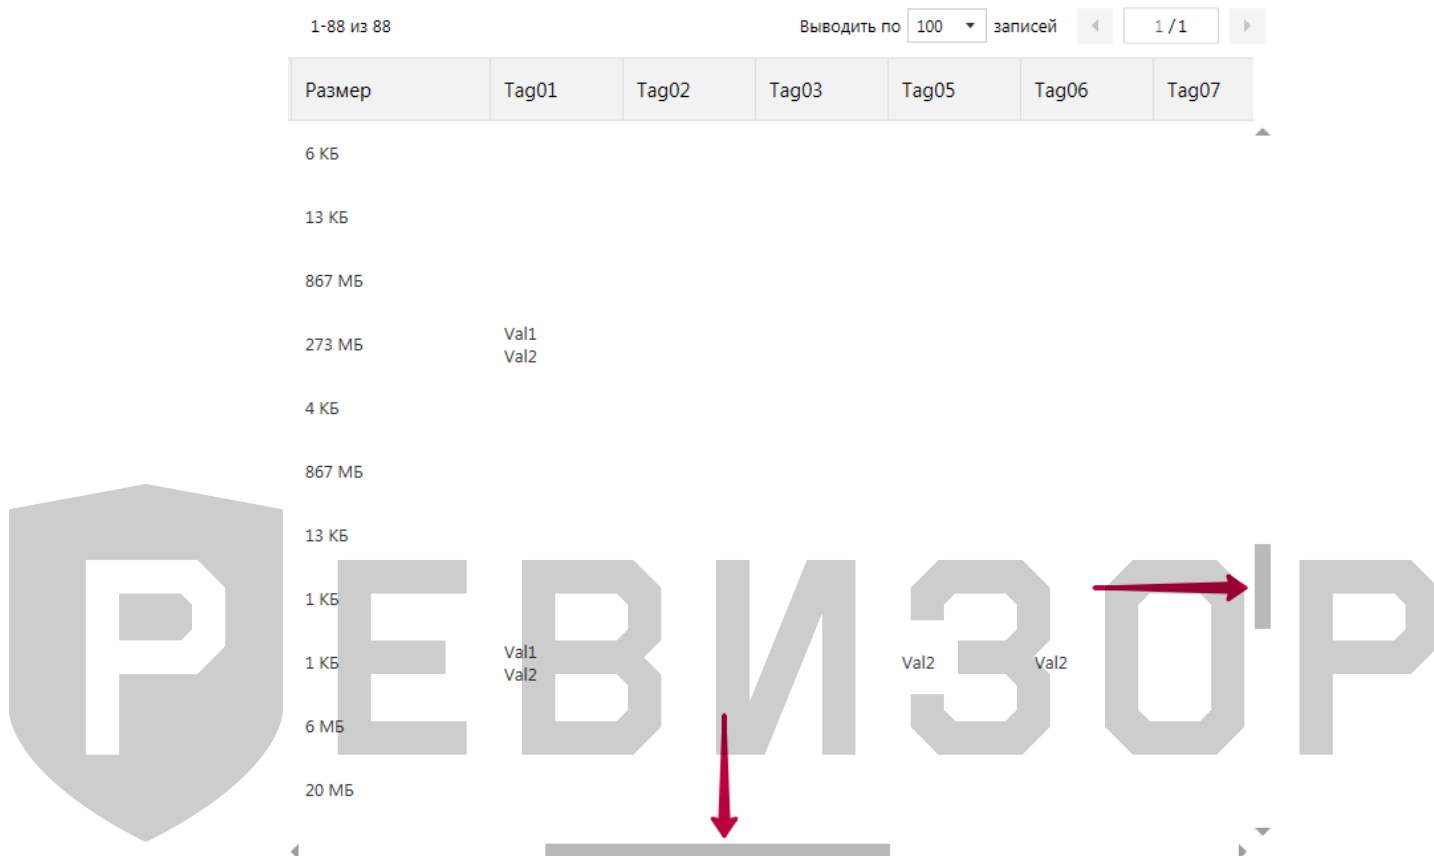 1-88 из 88 Выводить по 100 записей 1 / 1
Размер Tag01 Tag02 Tag03 Tag05 Tag06 Tag07
6 КБ
13 КБ
867 МБ
273 МБ Val1
Val2
4 КБ
867 МБ
13 КБ
1 КБ
1 КБ Val1 Val2 Val2
Val2
6 МБ
20 МБ
РЕВИЗОР